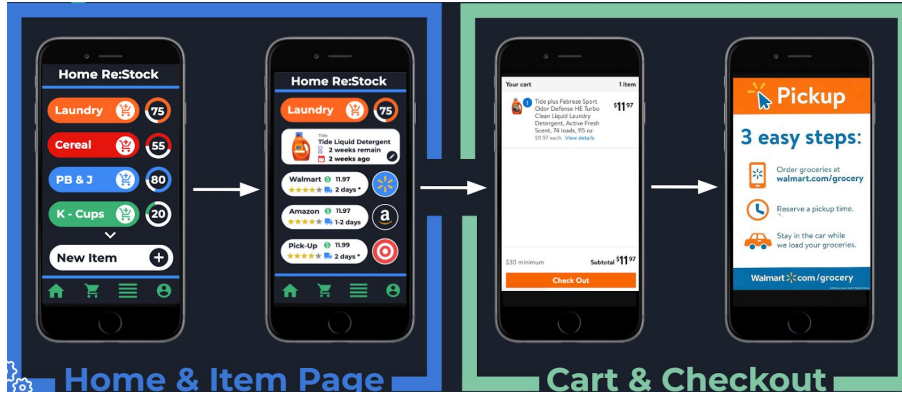 Home Re:Stock
Laundry 75
Cereal 55
PB & J 80
K - Cups 20
New Item +
Home Re:Stock
Laundry 75
Tide
Tide Liquid Detergent
2 weeks remain
2 weeks ago
Walmart 11.97
2 days *
Amazon 11.97
1-2 days
a
Pick-Up 11.99
2 days *
Your cart 1 item
1 Tide plus Febreze Sport $11 97
Odor Defense HE Turbo
Clean Liquid Laundry
Detergent, Active Fresh
Scent, 74 loads, 115 oz
$11.97 each View details
$30 minimum Subtotal $11 97
Check Out
Pickup
3 easy steps:
Order groceries at
walmart.com/grocery
Reserve a pickup time.
Stay in the car while
we load your groceries.
Walmart com/grocery
Home & Item Page
Cart & Checkout